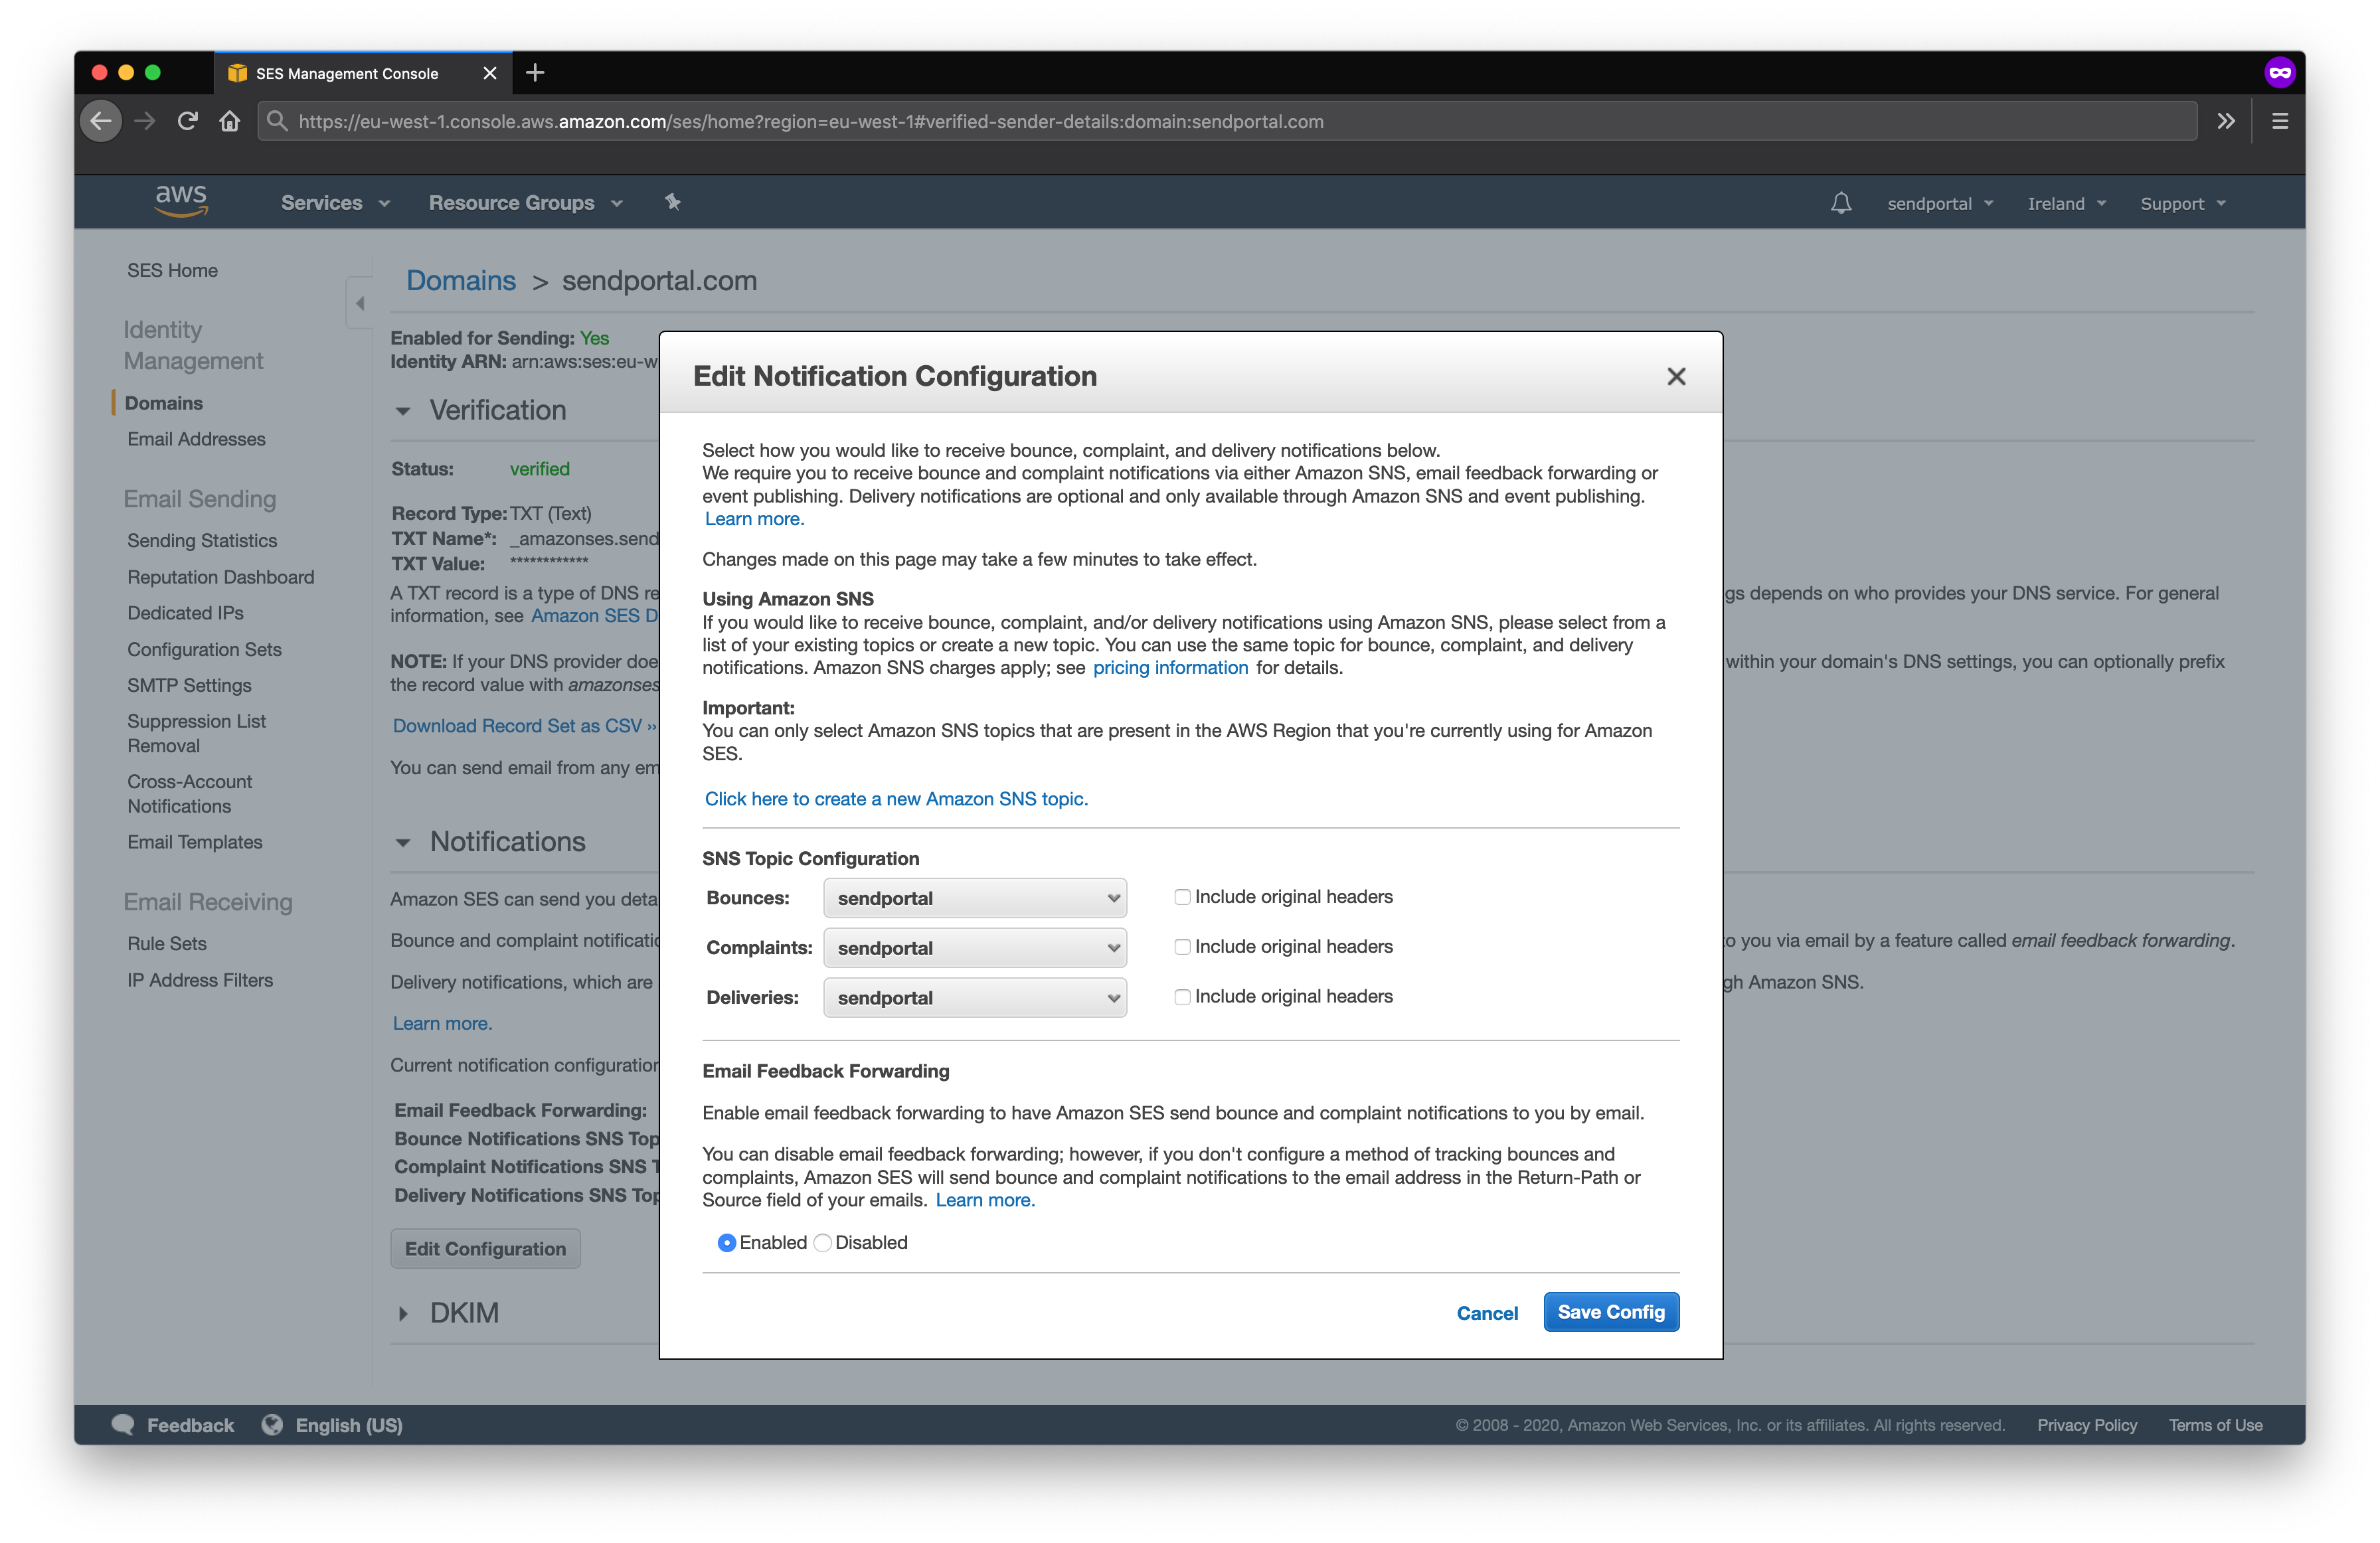 SES Management Console
https://eu-west-1.console.aws.amazon.com/ses/home?region=eu-west-1#verified-sender-details:domain:sendportal.com
aws
Services
Resource Groups
sendportal
Ireland
Support
SES Home
Identity
Management
Domains
Email Addresses
Email Sending
Sending Statistics
Reputation Dashboard
Dedicated IPs
Configuration Sets
SMTP Settings
Suppression List
Removal
Cross-Account
Notifications
Email Templates
Email Receiving
Rule Sets
IP Address Filters
Domains > sendportal.com
Enabled for Sending: Yes
Identity ARN: arn:aws:ses:eu-w
Verification
Status: verified
Record Type: TXT (Text)
TXT Name*: _amazonses.send
TXT Value: ************
A TXT record is a type of DNS re
gs depends on who provides your DNS service. For general
information, see Amazon SES D
NOTE: If your DNS provider doe
within your domain's DNS settings, you can optionally prefix
the record value with amazonses
Download Record Set as CSV »
You can send email from any em
Notifications
Amazon SES can send you deta
Bounce and complaint notificatio
o you via email by a feature called email feedback forwarding.
Delivery notifications, which are
gh Amazon SNS.
Learn more.
Current notification configuration
Email Feedback Forwarding:
Bounce Notifications SNS Top
Complaint Notifications SNS T
Delivery Notifications SNS Top
Edit Configuration
DKIM
Edit Notification Configuration
Select how you would like to receive bounce, complaint, and delivery notifications below.
We require you to receive bounce and complaint notifications via either Amazon SNS, email feedback forwarding or
event publishing. Delivery notifications are optional and only available through Amazon SNS and event publishing.
Learn more.
Changes made on this page may take a few minutes to take effect.
Using Amazon SNS
If you would like to receive bounce, complaint, and/or delivery notifications using Amazon SNS, please select from a
list of your existing topics or create a new topic. You can use the same topic for bounce, complaint, and delivery
notifications. Amazon SNS charges apply; see pricing information for details.
Important:
You can only select Amazon SNS topics that are present in the AWS Region that you're currently using for Amazon
SES.
Click here to create a new Amazon SNS topic.
SNS Topic Configuration
Bounces: sendportal Include original headers
Complaints: sendportal Include original headers
Deliveries: sendportal Include original headers
Email Feedback Forwarding
Enable email feedback forwarding to have Amazon SES send bounce and complaint notifications to you by email.
You can disable email feedback forwarding; however, if you don't configure a method of tracking bounces and
complaints, Amazon SES will send bounce and complaint notifications to the email address in the Return-Path or
Source field of your emails. Learn more.
Enabled Disabled
Cancel Save Config
Feedback
English (US)
© 2008 - 2020, Amazon Web Services, Inc. or its affiliates. All rights reserved.
Privacy Policy
Terms of Use